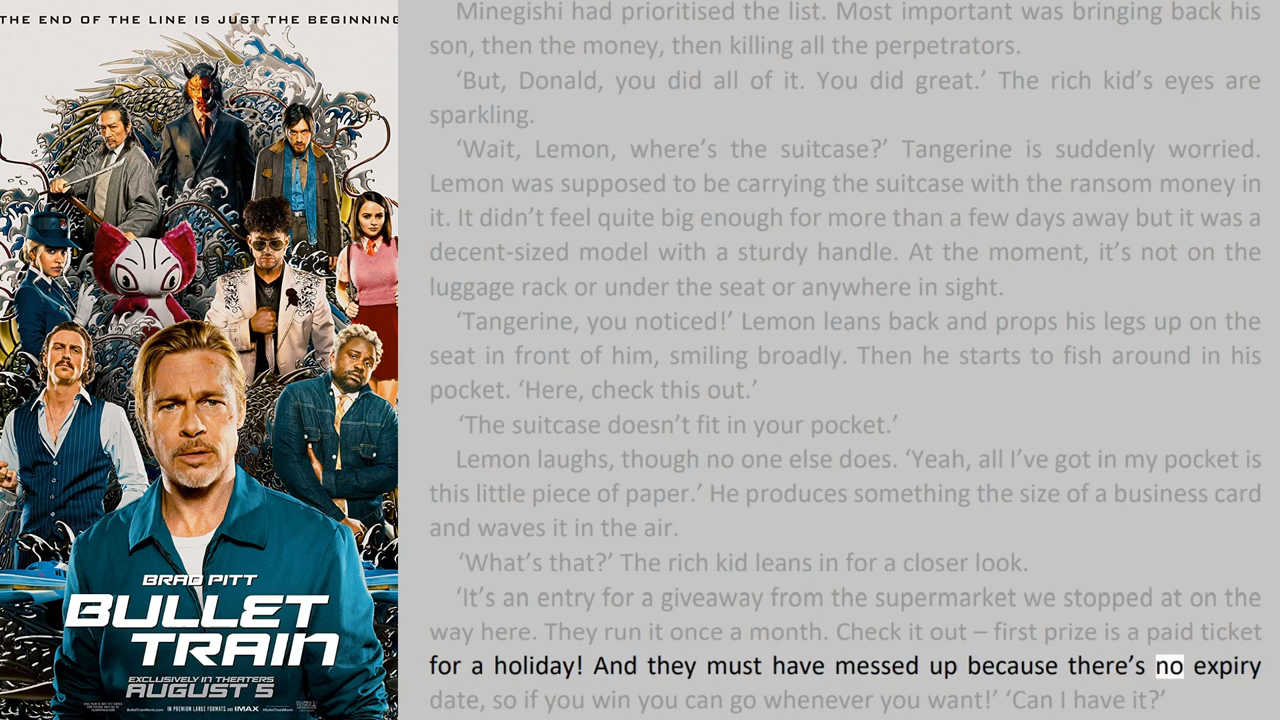 THE END OF THE LINE IS JUST THE BEGINNING
BRAD PITT
BULLET
TRAIN
EXCLUSIVELY IN THEATERS
AUGUST 5
BulletTrainMovie.com IN PREMIUM LARGE FORMATS AND IMAX #BulletTrainMovie
Minegishi had prioritised the list. Most important was bringing back his
son, then the money, then killing all the perpetrators.
‘But, Donald, you did all of it. You did great.’ The rich kid’s eyes are
sparkling.
‘Wait, Lemon, where’s the suitcase?’ Tangerine is suddenly worried.
Lemon was supposed to be carrying the suitcase with the ransom money in
it. It didn’t feel quite big enough for more than a few days away but it was a
decent-sized model with a sturdy handle. At the moment, it’s not on the
luggage rack or under the seat or anywhere in sight.
‘Tangerine, you noticed!’ Lemon leans back and props his legs up on the
seat in front of him, smiling broadly. Then he starts to fish around in his
pocket. ‘Here, check this out.’
‘The suitcase doesn’t fit in your pocket.’
Lemon laughs, though no one else does. ‘Yeah, all I’ve got in my pocket is
this little piece of paper.’ He produces something the size of a business card
and waves it in the air.
‘What’s that?’ The rich kid leans in for a closer look.
‘It’s an entry for a giveaway from the supermarket we stopped at on the
way here. They run it once a month. Check it out – first prize is a paid ticket
for a holiday! And they must have messed up because there’s no expiry
date, so if you win you can go whenever you want!’ ‘Can I have it?’